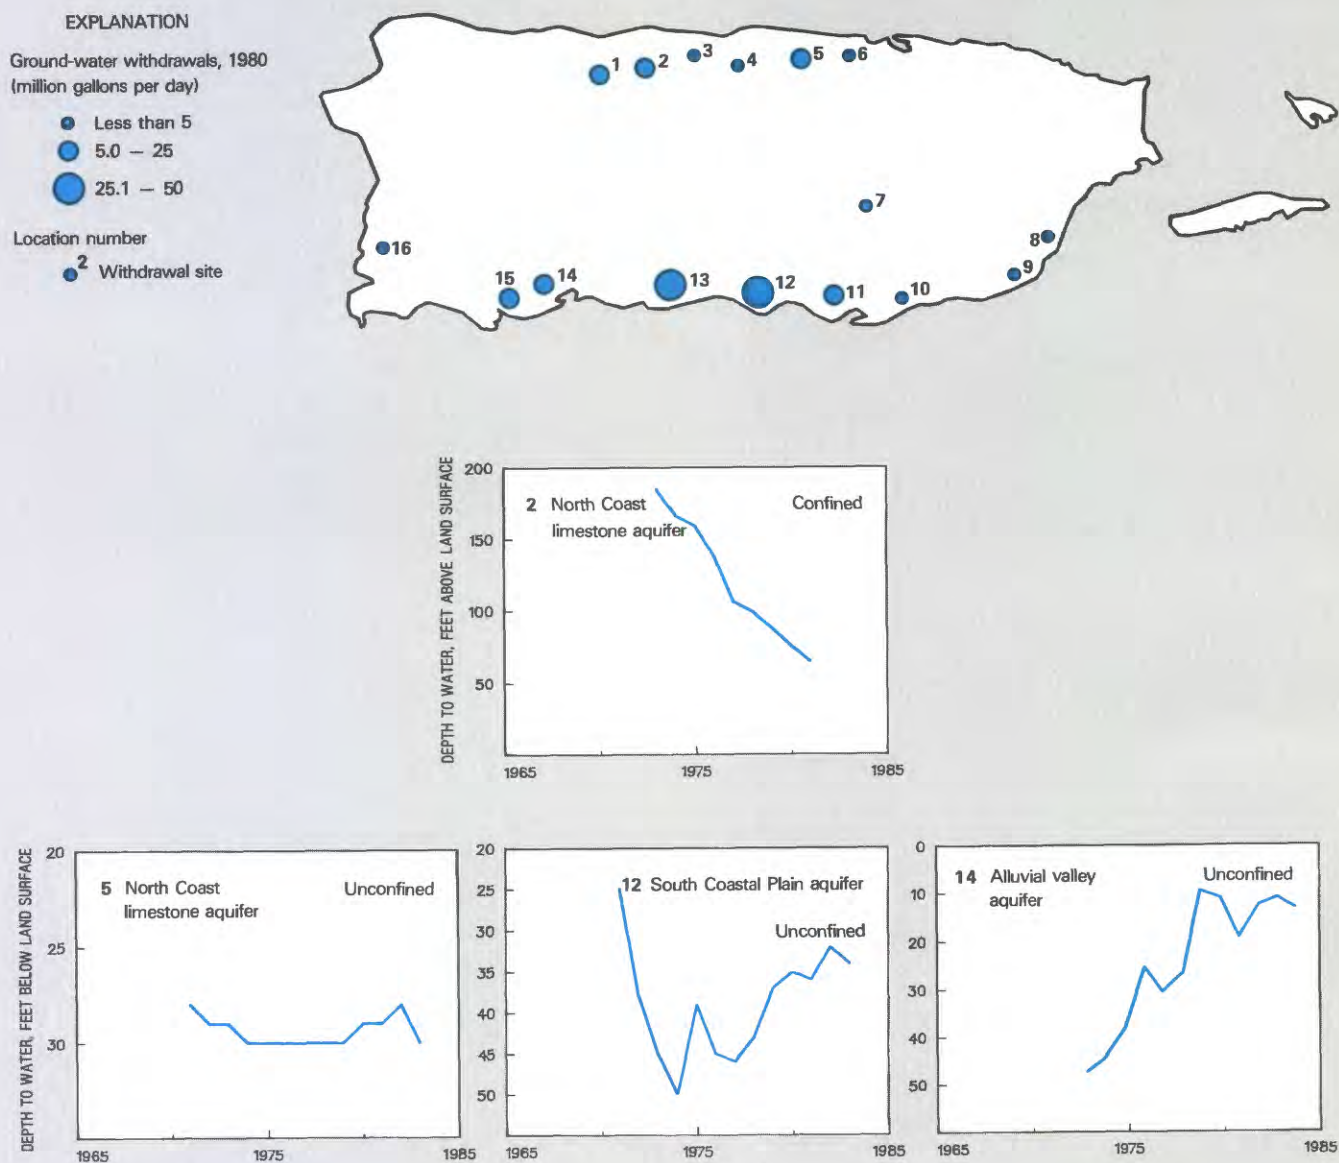 EXPLANATION
Ground-water withdrawals, 1980
(million gallons per day)
Less than 5
5.0 – 25
25.1 – 50
Location number
2 Withdrawal site
1
2
3
4
5
6
7
8
9
10
11
12
13
14
15
16
DEPTH TO WATER, FEET ABOVE LAND SURFACE
200
150
100
50
2 North Coast
limestone aquifer
Confined
1965
1975
1985
DEPTH TO WATER, FEET BELOW LAND SURFACE
20
25
30
5 North Coast
limestone aquifer
Unconfined
1965
1975
1985
20
25
30
35
40
45
50
12 South Coastal Plain aquifer
Unconfined
1965
1975
1985
0
10
20
30
40
50
14 Alluvial valley
aquifer
Unconfined
1965
1975
1985